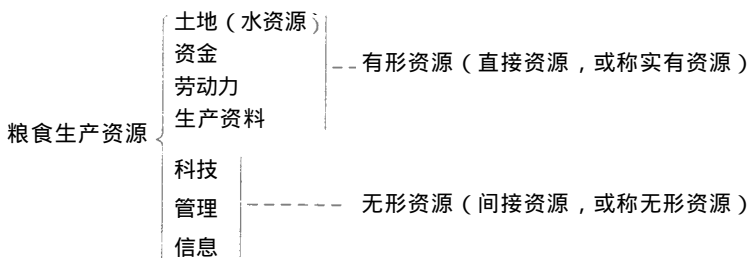 土地（水资源）
资金
有形资源（直接资源，或称实有资源）
劳动力
生产资料
粮食生产资源
科技
管理
无形资源（间接资源，或称无形资源）
信息